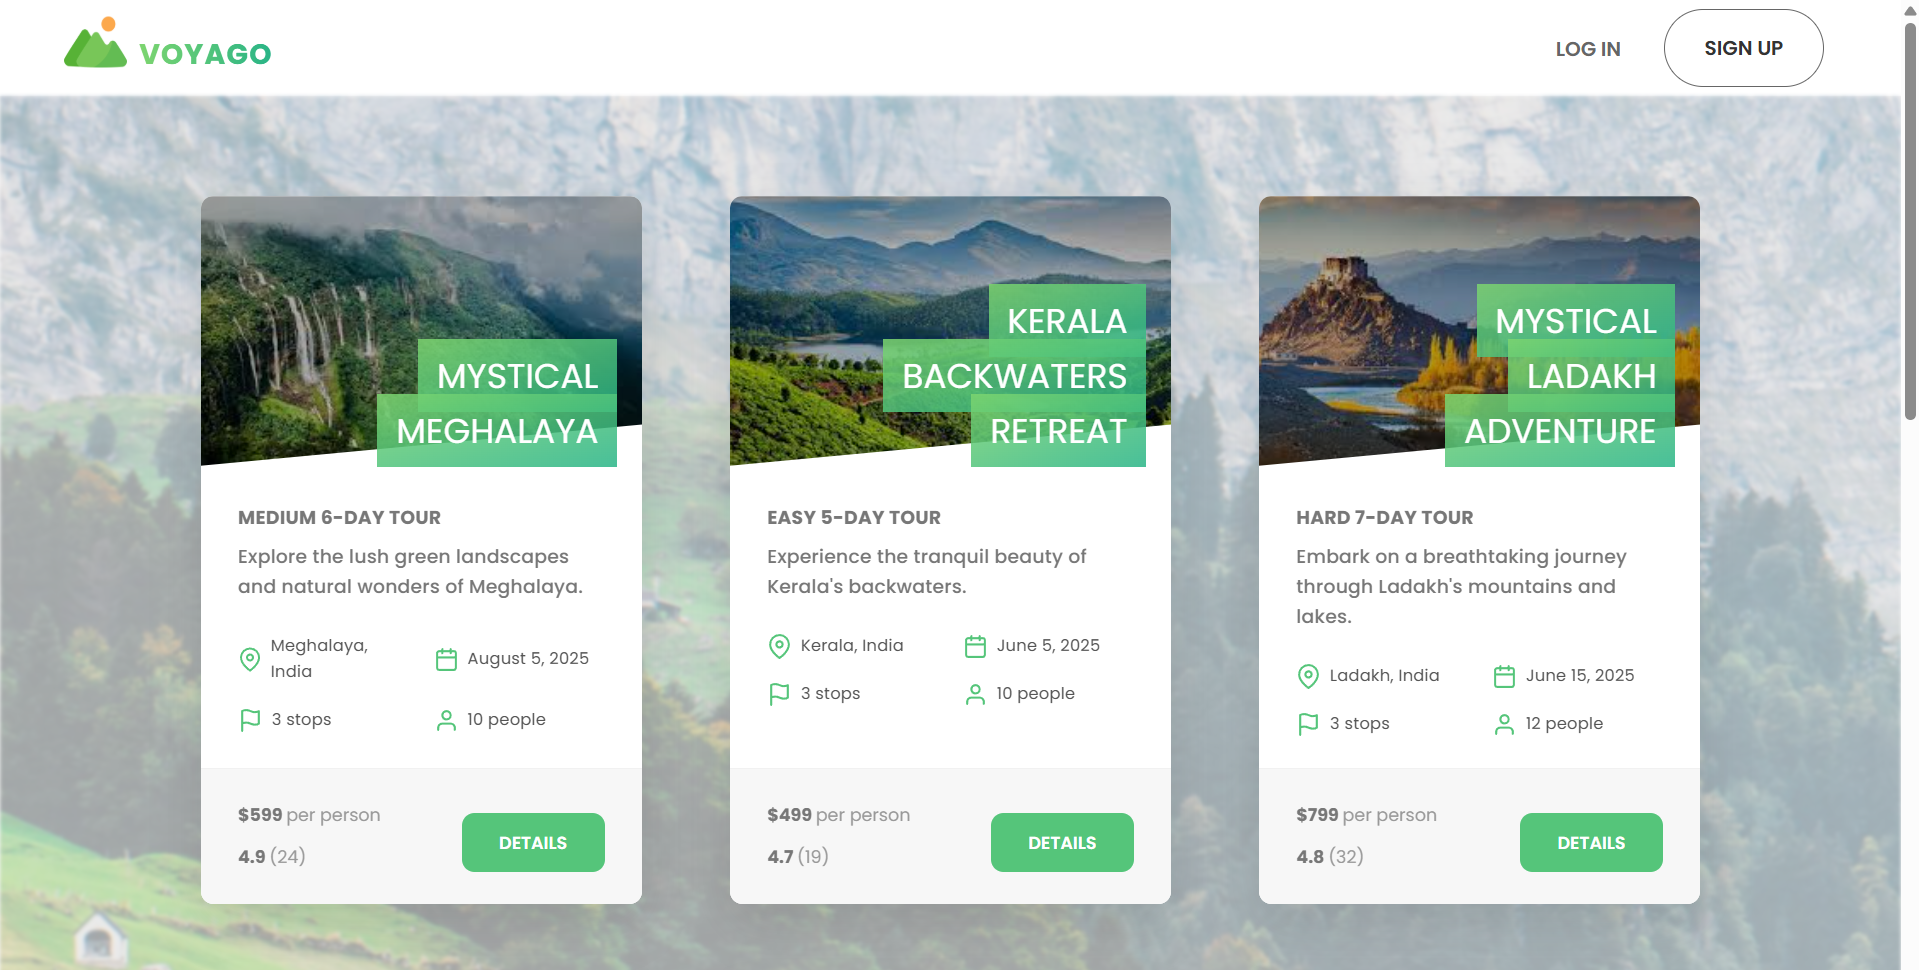 VOYAGO
LOG IN
SIGN UP
MYSTICAL
MEGHALAYA
MEDIUM 6-DAY TOUR
Explore the lush green landscapes
and natural wonders of Meghalaya.
Meghalaya,
India
August 5, 2025
3 stops
10 people
$599 per person
4.9 (24)
DETAILS
KERALA
BACKWATERS
RETREAT
EASY 5-DAY TOUR
Experience the tranquil beauty of
Kerala's backwaters.
Kerala, India
June 5, 2025
3 stops
10 people
$499 per person
4.7 (19)
DETAILS
MYSTICAL
LADAKH
ADVENTURE
HARD 7-DAY TOUR
Embark on a breathtaking journey
through Ladakh's mountains and
lakes.
Ladakh, India
June 15, 2025
3 stops
12 people
$799 per person
4.8 (32)
DETAILS